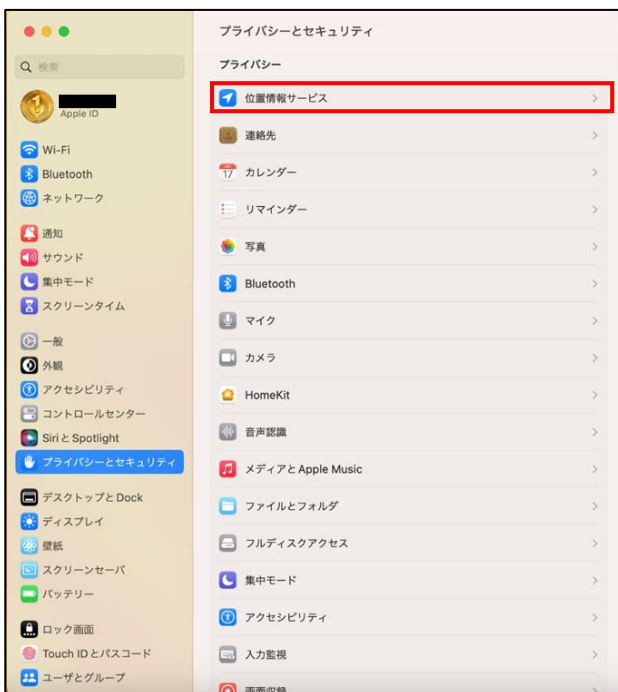 プライバシーとセキュリティ
検索
Apple ID
Wi-Fi
Bluetooth
ネットワーク
通知
サウンド
集中モード
スクリーンタイム
一般
外観
アクセシビリティ
コントロールセンター
Siri と Spotlight
プライバシーとセキュリティ
デスクトップと Dock
ディスプレイ
壁紙
スクリーンセーバ
バッテリー
ロック画面
Touch ID とパスコード
ユーザとグループ
プライバシー
位置情報サービス
連絡先
カレンダー
リマインダー
写真
Bluetooth
マイク
カメラ
HomeKit
音声認識
メディアと Apple Music
ファイルとフォルダ
フルディスクアクセス
集中モード
アクセシビリティ
入力監視
画面収録